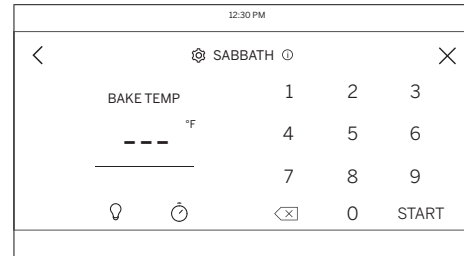 12:30 PM
SABBATH
BAKE TEMP
---
°F
1 2 3
4 5 6
7 8 9
0 START